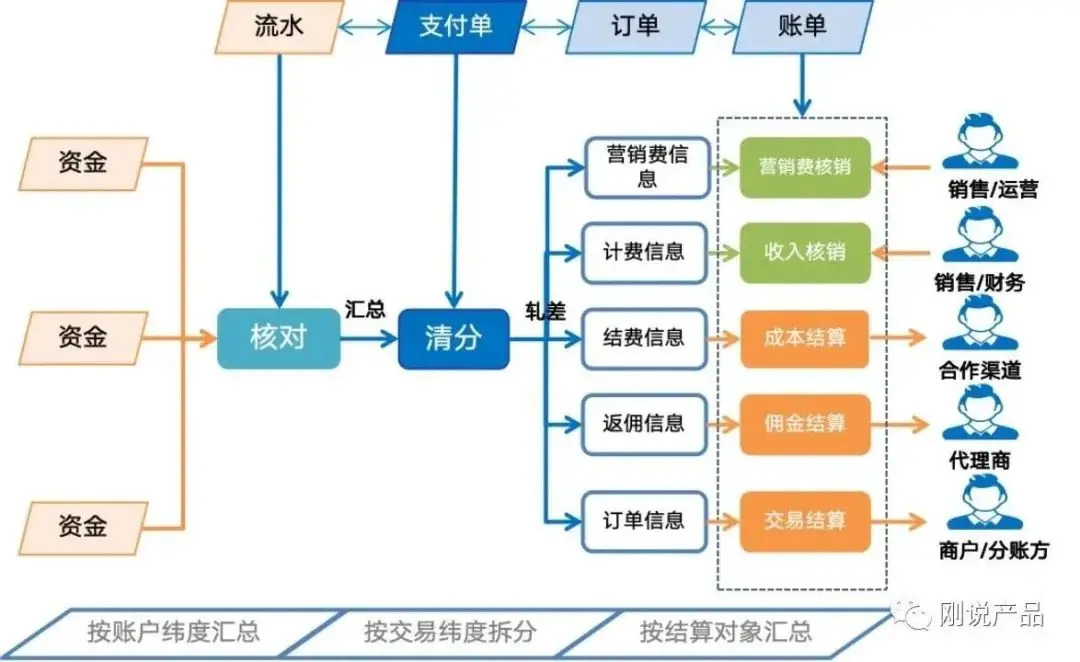 流水
支付单
订单
账单
资金
资金
资金
核对
汇总
清分
轧差
营销费信
息
计费信息
结费信息
返佣信息
订单信息
营销费核销
收入核销
成本结算
佣金结算
交易结算
销售/运营
销售/财务
合作渠道
代理商
商户/分账方
按账户纬度汇总
按交易纬度拆分
按结算对象汇总
刚说产品